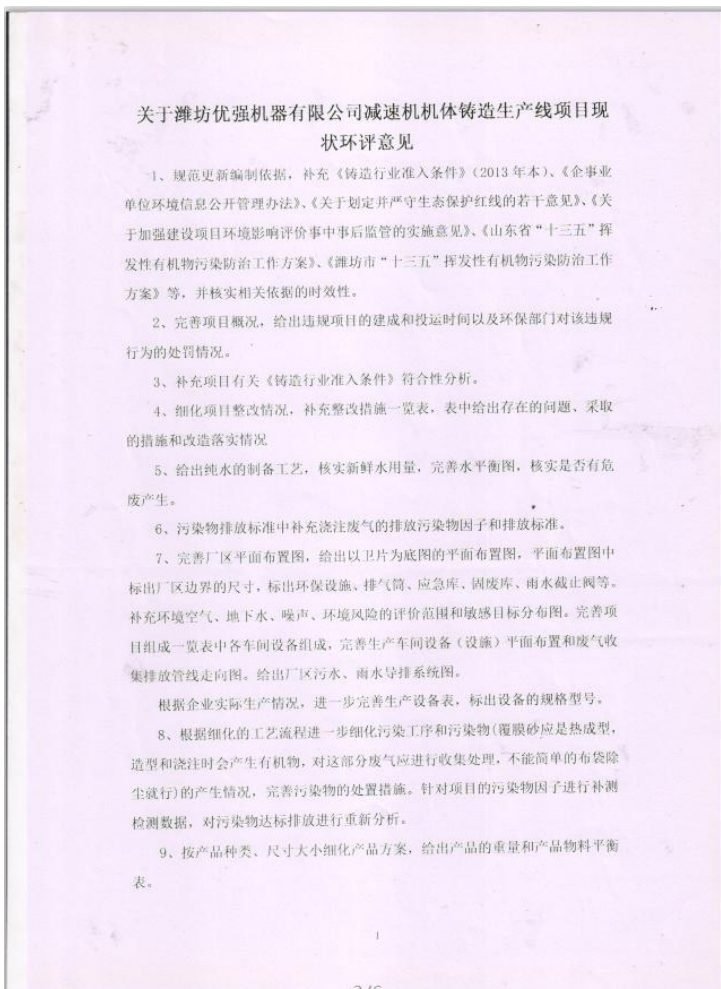 关于潍坊优强机器有限公司减速机机体铸造生产线项目现
状环评意见
1、规范更新编制依据，补充《铸造行业准入条件》（2013 年本）、《企事业
单位环境信息公开管理办法》、《关于划定并严守生态保护红线的若干意见》、《关
于加强建设项目环境影响评价事中事后监管的实施意见》、《山东省“十三五”挥
发性有机物污染防治工作方案》、《潍坊市“十三五”挥发性有机物污染防治工作
方案》等，并核实相关依据的时效性。
2、完善项目概况，给出违规项目的建成和投运时间以及环保部门对该违规
行为的处罚情况。
3、补充项目有关《铸造行业准入条件》符合性分析。
4、细化项目整改情况，补充整改措施一览表，表中给出存在的问题、采取
的措施和改造落实情况
5、给出纯水的制备工艺，核实新鲜水用量，完善水平衡图，核实是否有危
废产生。
6、污染物排放标准中补充浇注废气的排放污染物因子和排放标准。
7、完善厂区平面布置图，给出以卫片为底图的平面布置图，平面布置图中
标出厂区边界的尺寸，标出环保设施、排气筒、应急库、固废库、雨水截止阀等。
补充环境空气、地下水、噪声、环境风险的评价范围和敏感目标分布图。完善项
目组成一览表中各车间设备组成，完善生产车间设备（设施）平面布置和废气收
集排放管线走向图。给出厂区污水、雨水导排系统图。
根据企业实际生产情况，进一步完善生产设备表，标出设备的规格型号。
8、根据细化的工艺流程进一步细化污染工序和污染物(覆膜砂应是热成型，
造型和浇注时会产生有机物，对这部分废气应进行收集处理，不能简单的布袋除
尘就行)的产生情况，完善污染物的处置措施。针对项目的污染物因子进行补测
检测数据，对污染物达标排放进行重新分析。
9、按产品种类、尺寸大小细化产品方案，给出产品的重量和产品物料平衡
表。
1